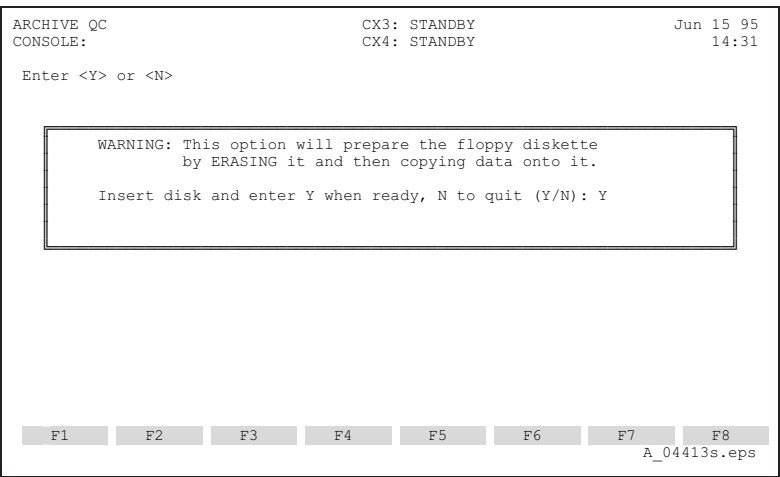 ARCHIVE QC CX3: STANDBY Jun 15 95
CONSOLE: CX4: STANDBY 14:31
Enter <Y> or <N>
WARNING: This option will prepare the floppy diskette
by ERASING it and then copying data onto it.
Insert disk and enter Y when ready, N to quit (Y/N): Y
F1 F2 F3 F4 F5 F6 F7 F8
A_04413s.eps